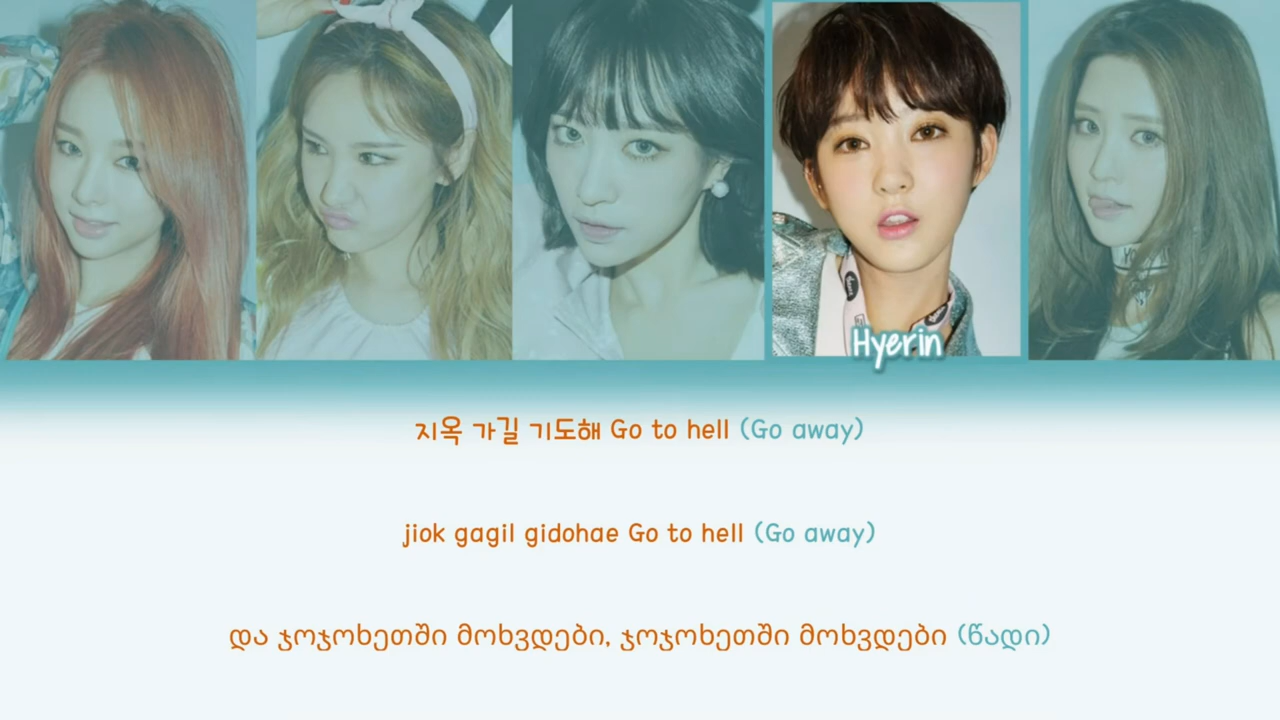 Hyerin
지옥 가길 기도해 Go to hell (Go away)
jiok gagil gidohae Go to hell (Go away)
და ჯოჯოხეთში მოხვდები, ჯოჯოხეთში მოხვდები (წადი)